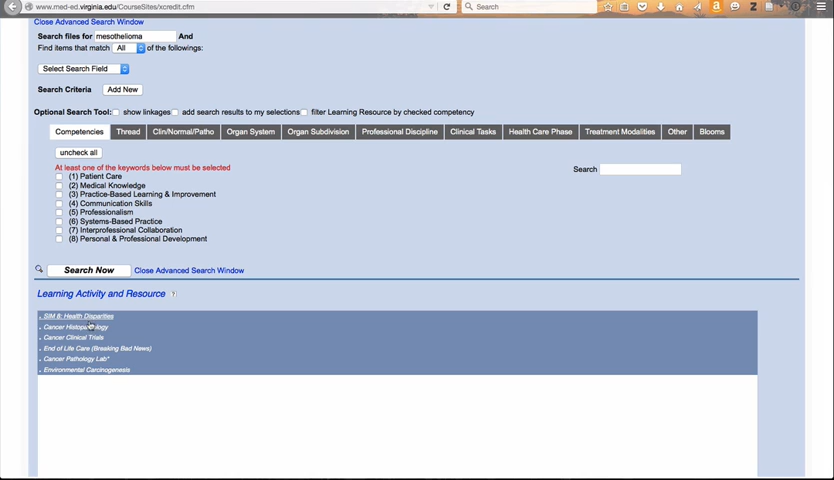 www.med-ed.virginia.edu/CourseSites/xcredit.cfm
Search
Close Advanced Search Window
Search files for mesothelioma And
Find items that match All of the followings:
Select Search Field
Search Criteria Add New
Optional Search Tool: show linkages add search results to my selections filter Learning Resource by checked competency
Competencies Thread Clin/Normal/Patho Organ System Organ Subdivision Professional Discipline Clinical Tasks Health Care Phase Treatment Modalities Other Blooms
uncheck all
At least one of the keywords below must be selected
Search
(1) Patient Care
(2) Medical Knowledge
(3) Practice-Based Learning & Improvement
(4) Communication Skills
(5) Professionalism
(6) Systems-Based Practice
(7) Interprofessional Collaboration
(8) Personal & Professional Development
Search Now Close Advanced Search Window
Learning Activity and Resource ?
SIM 8: Health Disparities
Cancer Histopathology
Cancer Clinical Trials
End of Life Care (Breaking Bad News)
Cancer Pathology Lab*
Environmental Carcinogenesis